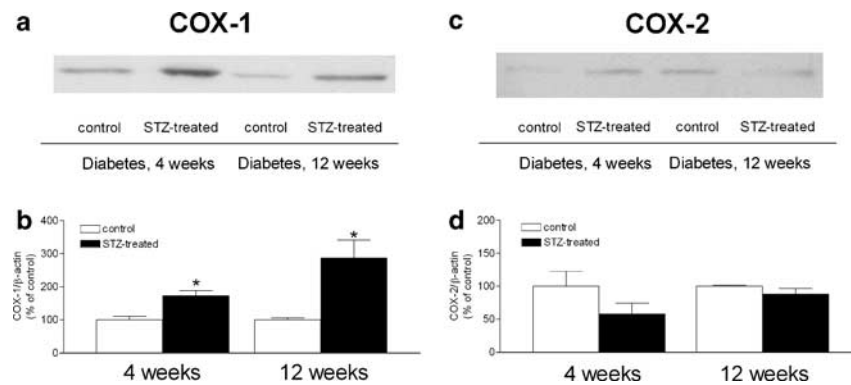 a COX-1
control STZ-treated control STZ-treated
Diabetes, 4 weeks Diabetes, 12 weeks
b
COX-1/β-actin
(% of control)
400
300
200
100
0
control
STZ-treated
*
*
4 weeks 12 weeks
c COX-2
control STZ-treated control STZ-treated
Diabetes, 4 weeks Diabetes, 12 weeks
d
COX-2/β-actin
(% of control)
200
150
100
50
0
control
STZ-treated
4 weeks 12 weeks